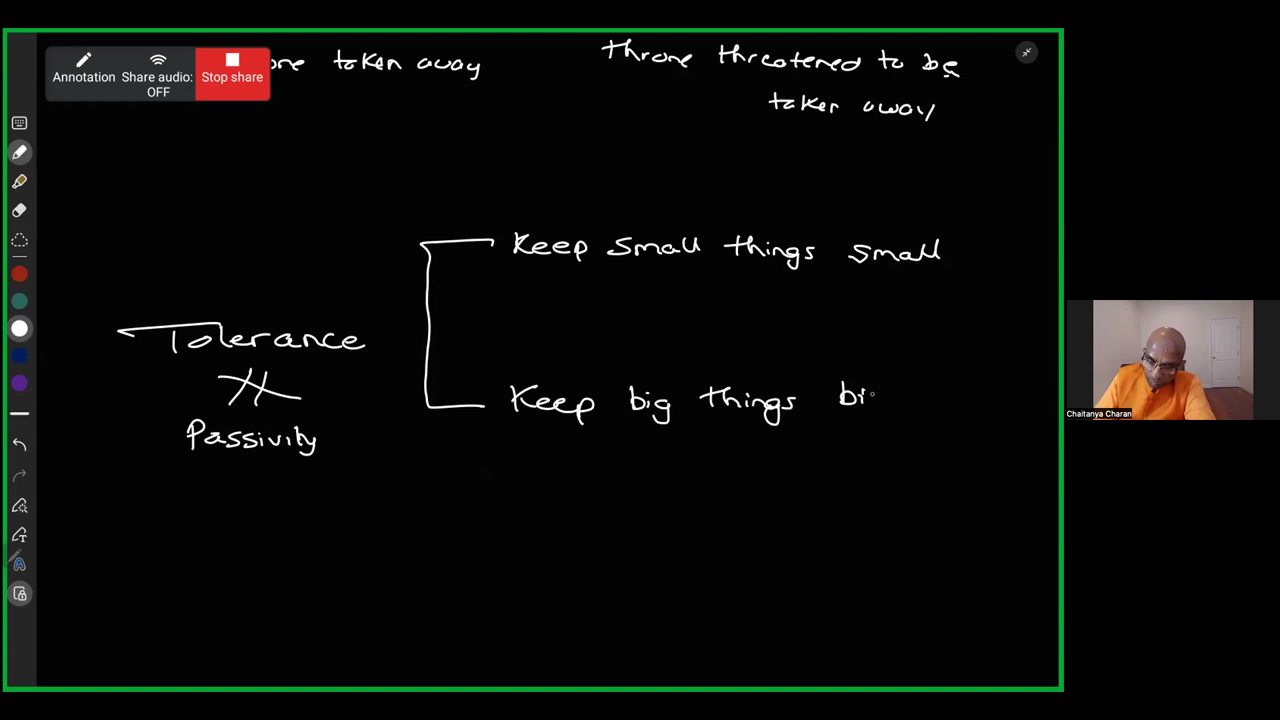 Annotation
Share audio: OFF
Stop share
one taken away
throne threatened to be
taken away
Keep small things small
Tolerance
Passivity
Keep big things bi
Chaitanya Charan